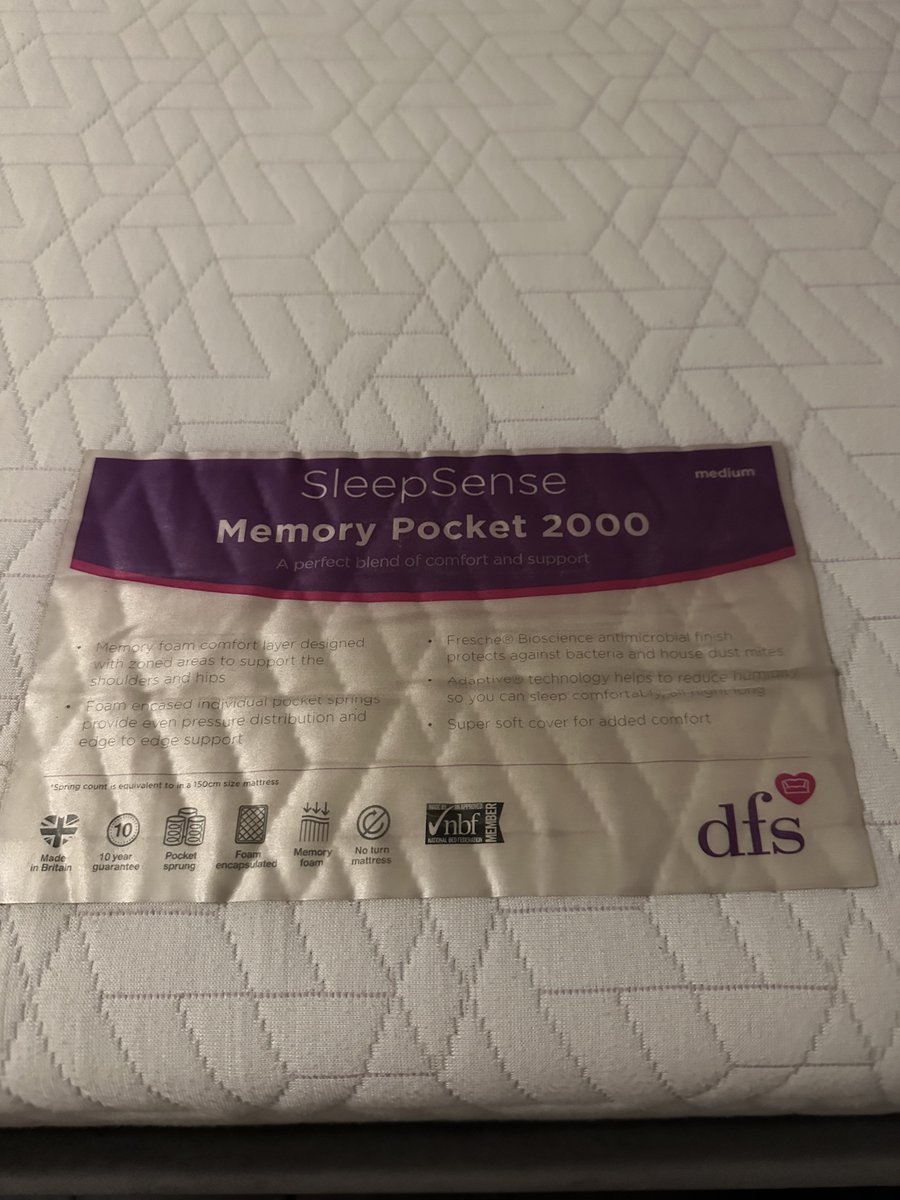 SleepSense
medium
Memory Pocket 2000
A perfect blend of comfort and support
• Memory foam comfort layer designed
with zoned areas to support the
shoulders and hips
• Foam encased individual pocket springs
provide even pressure distribution and
edge to edge support
• Fresche® Bioscience antimicrobial finish
protects against bacteria and house dust mites
• Adaptive® technology helps to reduce humidity
so you can sleep comfortably, all night long
• Super soft cover for added comfort
*Spring count is equivalent to in a 150cm size mattress
Made
in Britain
10
10 year
guarantee
Pocket
sprung
Foam
encapsulated
Memory
foam
No turn
mattress
MADE BY AN APPROVED
nbf
MEMBER
NATIONAL BED FEDERATION
dfs